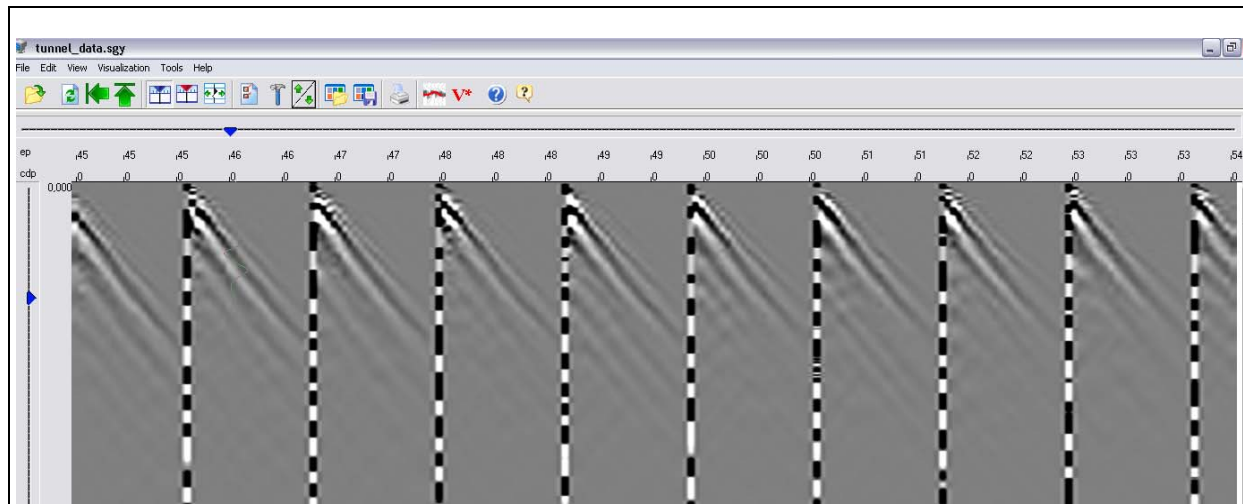 tunnel_data.sgy
File Edit View Visualization Tools Help
V* ? ?
ep 45 45 45 46 46 47 47 48 48 48 49 49 50 50 50 51 51 52 52 53 53 53 54
cdp 0 0 0 0 0 0 0 0 0 0 0 0 0 0 0 0 0 0 0 0 0 0 0
0.000